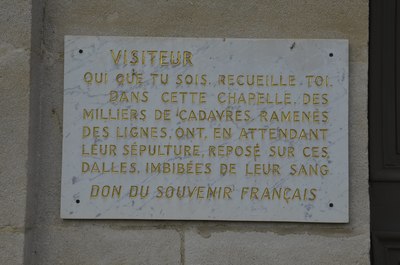 VISITEUR
QUI QUE TU SOIS, RECUEILLE-TOI.
DANS CETTE CHAPELLE, DES
MILLIERS DE CADAVRES RAMENÉS
DES LIGNES, ONT, EN ATTENDANT
LEUR SÉPULTURE, REPOSÉ SUR CES
DALLES, IMBIBÉES DE LEUR SANG
DON DU SOUVENIR FRANÇAIS